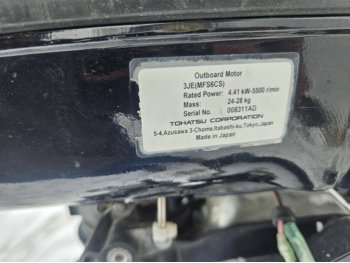 Outboard Motor
3JE(MFS6CS)
Rated Power: 4.41 kW-5500 r/min
Mass: 24-28 kg
Serial No. 008311AD
TOHATSU CORPORATION
5-4,Azusawa 3-Chome,Itabashi-ku,Tokyo,Japan
Made in Japan